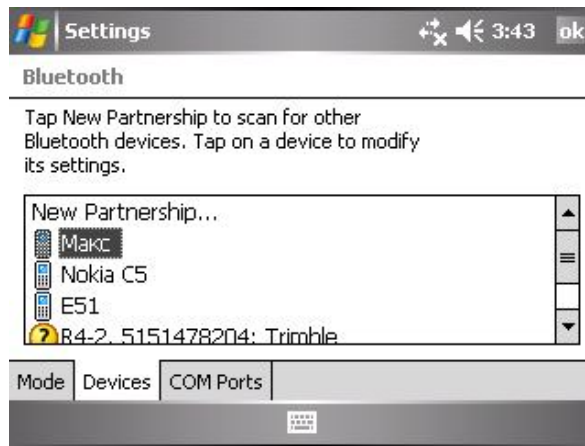 Settings 3:43 ok
Bluetooth
Tap New Partnership to scan for other
Bluetooth devices. Tap on a device to modify
its settings.
New Partnership...
Макс
Nokia C5
E51
R4-2, 5151478204: Trimble
Mode Devices COM Ports